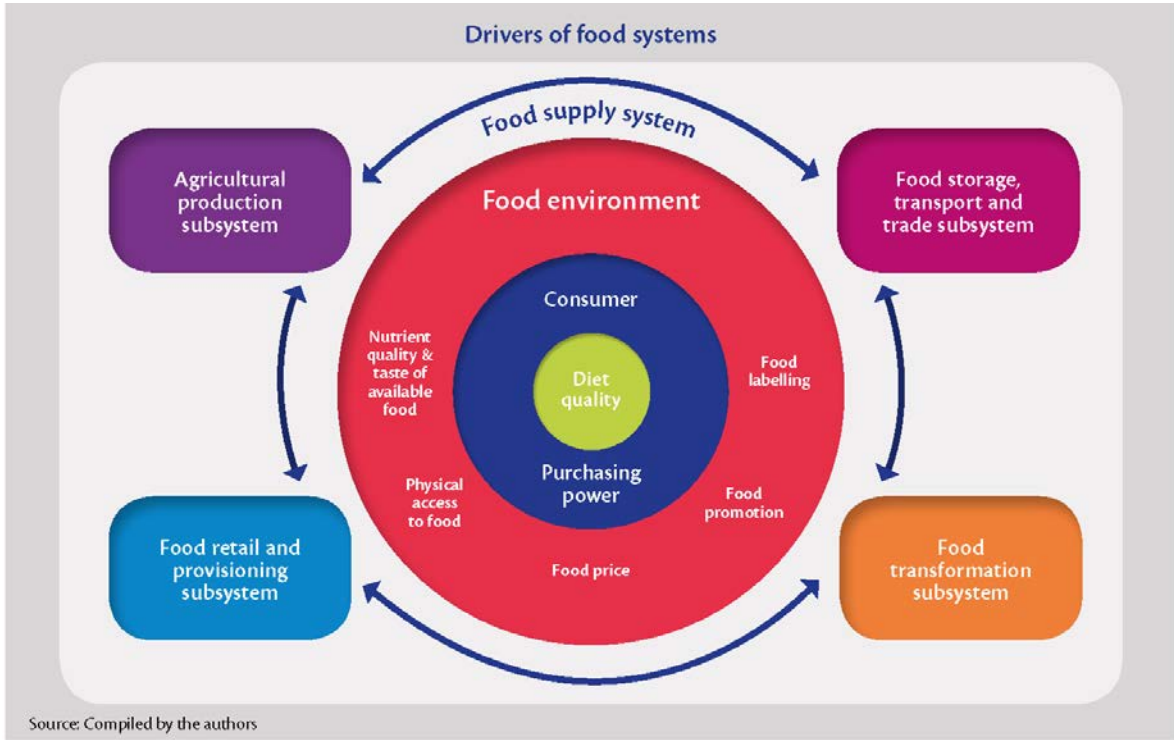 Drivers of food systems
Food supply system
Agricultural
production
subsystem
Food storage,
transport and
trade subsystem
Food environment
Consumer
Nutrient
quality &
taste of
available
food
Diet
quality
Food
labelling
Purchasing
power
Physical
access
to food
Food
promotion
Food price
Food retail and
provisioning
subsystem
Food
transformation
subsystem
Source: Compiled by the authors